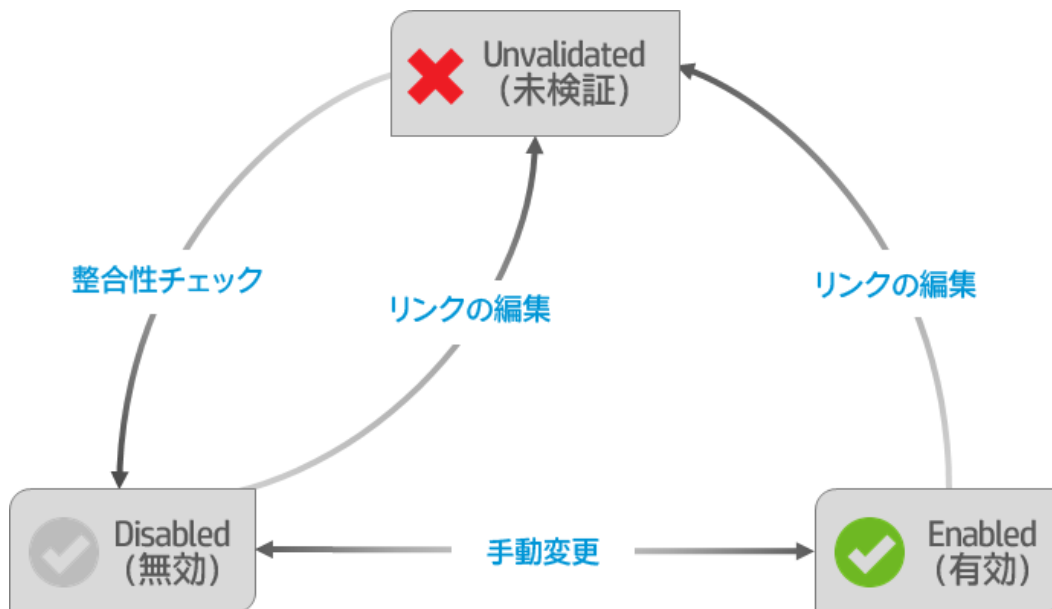 Unvalidated
（未検証）
整合性チェック
リンクの編集
リンクの編集
Disabled
（無効）
手動変更
Enabled
（有効）